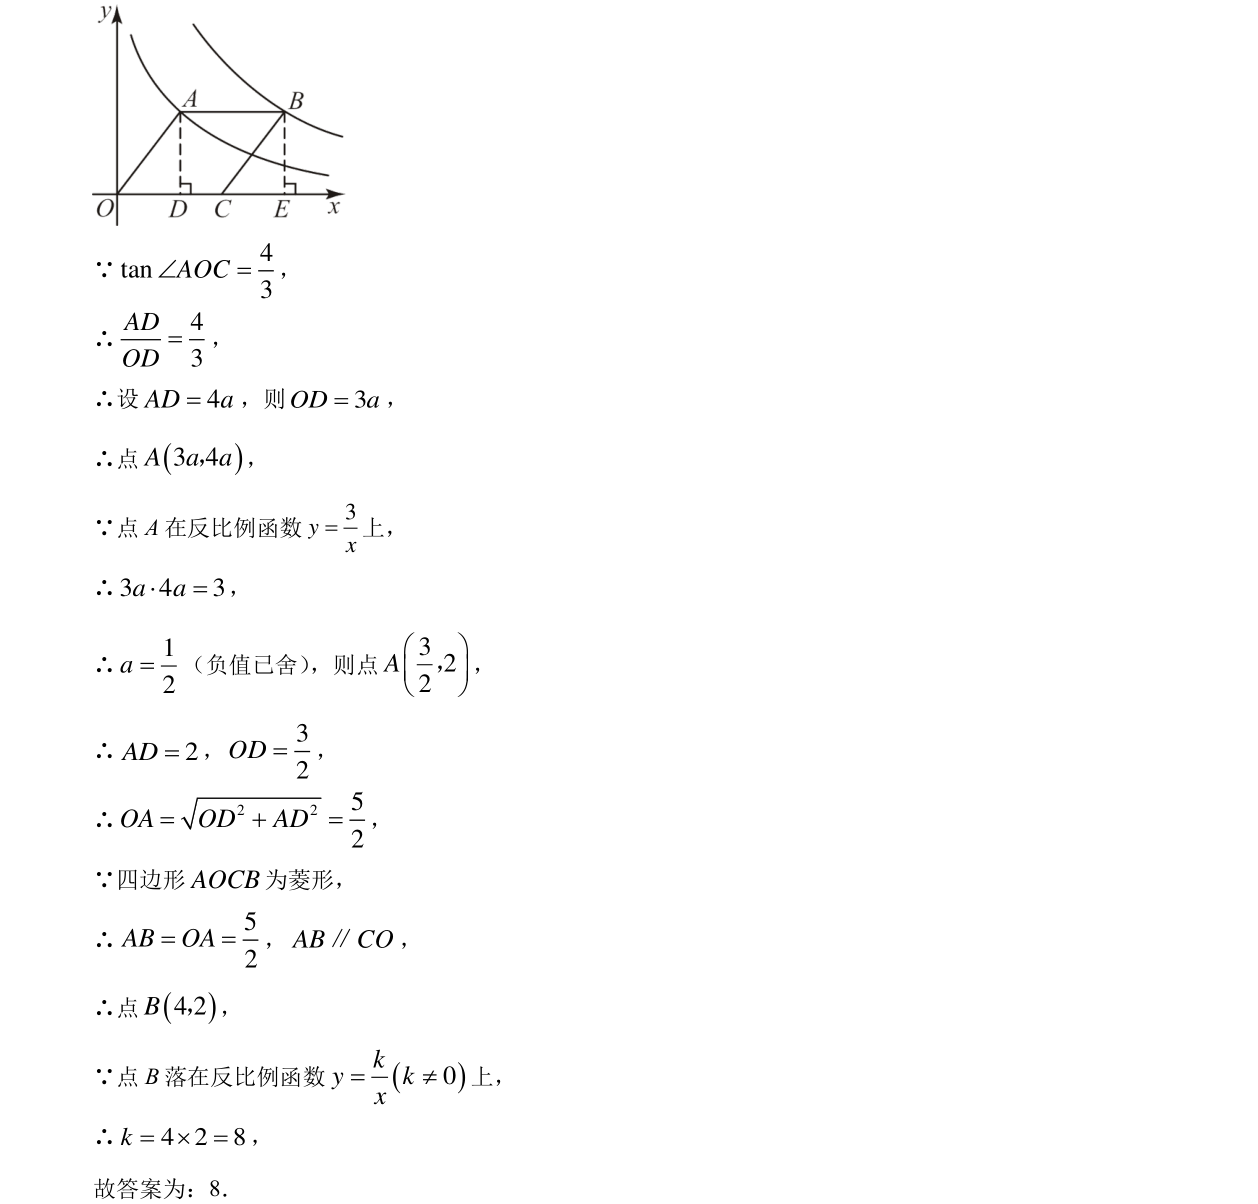 y
A
B
O
D
C
E
x
∵ tan∠AOC = 4/3，
∴ AD/OD = 4/3，
∴设 AD = 4a，则 OD = 3a，
∴点 A(3a,4a)，
∵点 A 在反比例函数 y = 3/x 上，
∴ 3a·4a = 3，
∴ a = 1/2（负值已舍），则点 A(3/2,2)，
∴ AD = 2，OD = 3/2，
∴ OA = √(OD² + AD²) = 5/2，
∵四边形 AOCB 为菱形，
∴ AB = OA = 5/2，AB∥CO，
∴点 B(4,2)，
∵点 B 落在反比例函数 y = k/x (k ≠ 0) 上，
∴ k = 4×2 = 8，
故答案为：8．